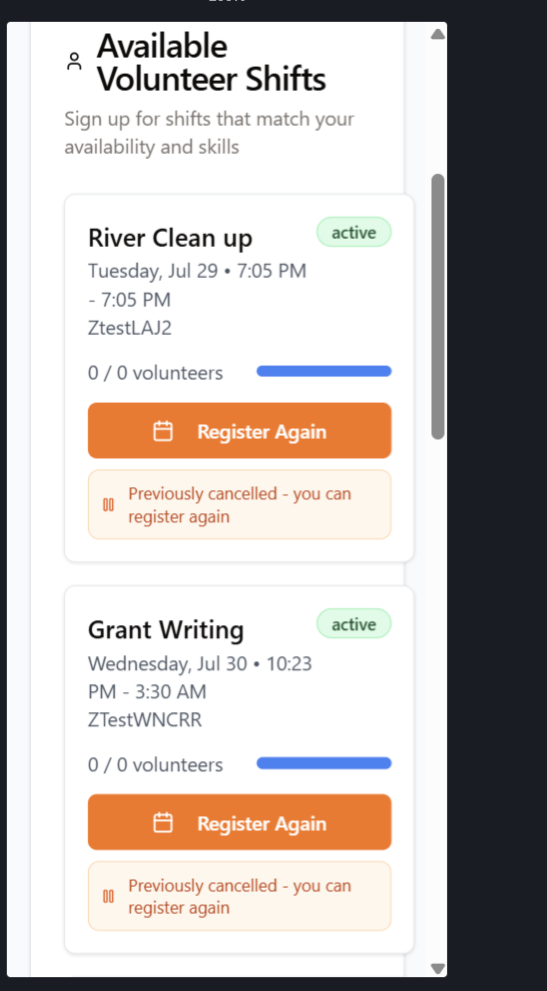 Available
Volunteer Shifts
Sign up for shifts that match your
availability and skills
River Clean up
active
Tuesday, Jul 29 • 7:05 PM
- 7:05 PM
ZtestLAJ2
0 / 0 volunteers
Register Again
Previously cancelled - you can
register again
Grant Writing
active
Wednesday, Jul 30 • 10:23
PM - 3:30 AM
ZTestWNCRR
0 / 0 volunteers
Register Again
Previously cancelled - you can
register again